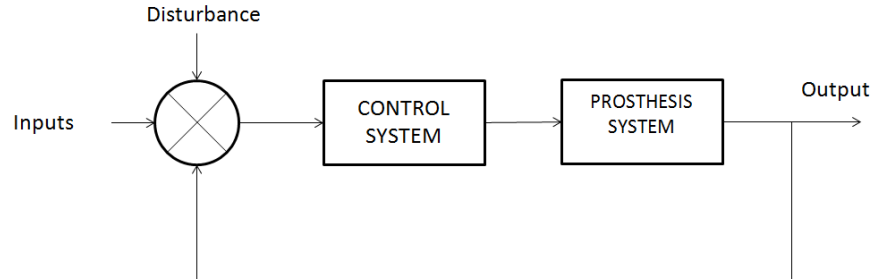 Disturbance
Inputs
CONTROL
SYSTEM
PROSTHESIS
SYSTEM
Output